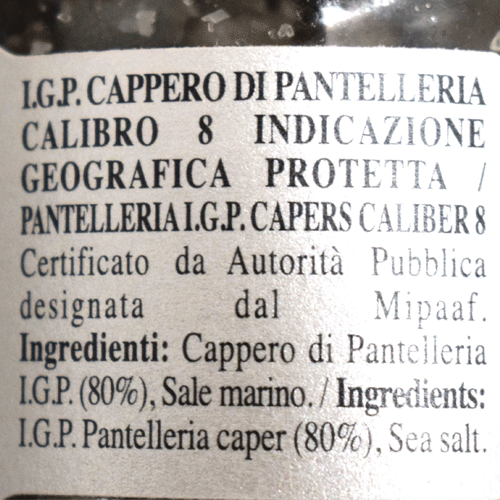 I.G.P. CAPPERO DI PANTELLERIA
CALIBRO 8 INDICAZIONE
GEOGRAFICA PROTETTA /
PANTELLERIA I.G.P. CAPERS CALIBER 8
Certificato da Autorità Pubblica
designata dal Mipaaf.
Ingredienti: Cappero di Pantelleria
I.G.P. (80%), Sale marino. / Ingredients:
I.G.P. Pantelleria caper (80%), Sea salt.